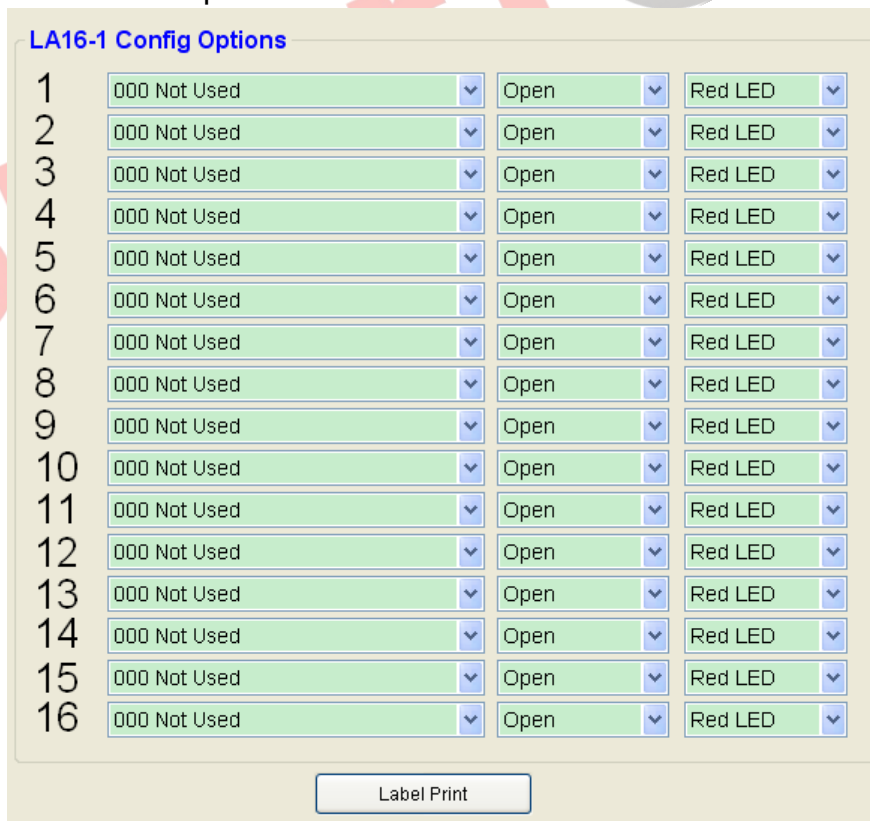 LA16-1 Config Options
1 000 Not Used Open Red LED
2 000 Not Used Open Red LED
3 000 Not Used Open Red LED
4 000 Not Used Open Red LED
5 000 Not Used Open Red LED
6 000 Not Used Open Red LED
7 000 Not Used Open Red LED
8 000 Not Used Open Red LED
9 000 Not Used Open Red LED
10 000 Not Used Open Red LED
11 000 Not Used Open Red LED
12 000 Not Used Open Red LED
13 000 Not Used Open Red LED
14 000 Not Used Open Red LED
15 000 Not Used Open Red LED
16 000 Not Used Open Red LED
Label Print